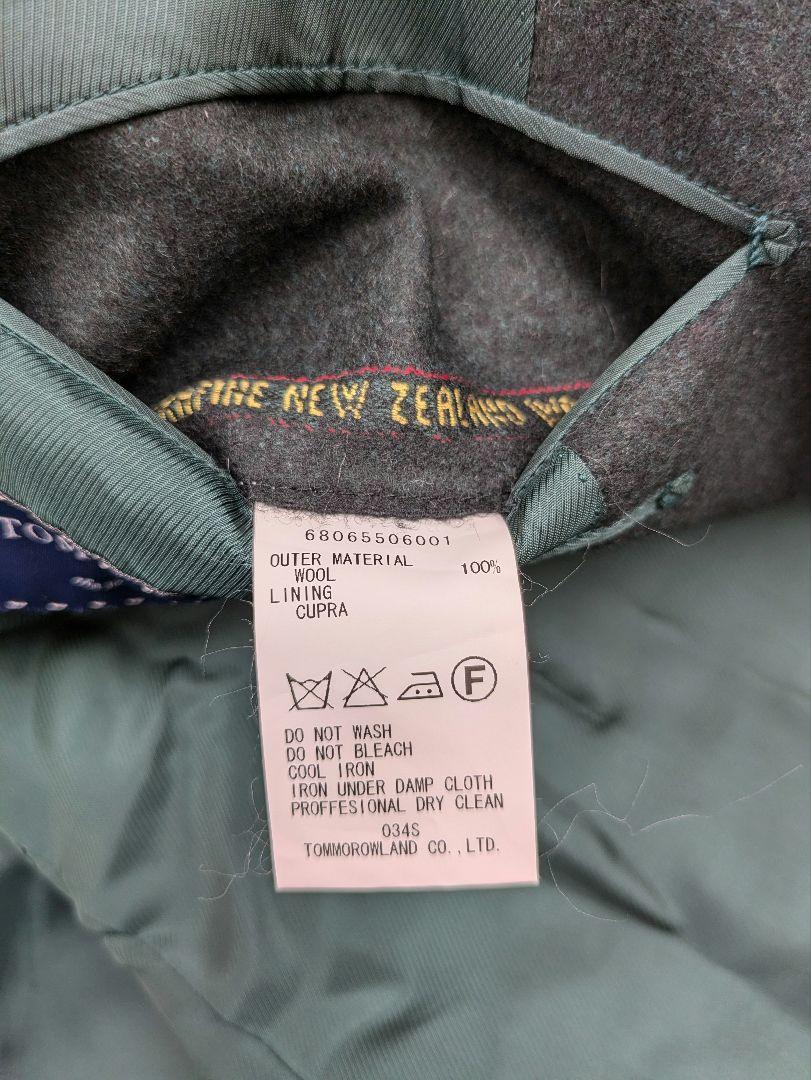 NEW ZEALAND
68065506001
OUTER MATERIAL 100%
WOOL
LINING
CUPRA
F
DO NOT WASH
DO NOT BLEACH
COOL IRON
IRON UNDER DAMP CLOTH
PROFFESIONAL DRY CLEAN
034S
TOMMOROWLAND CO.,LTD.